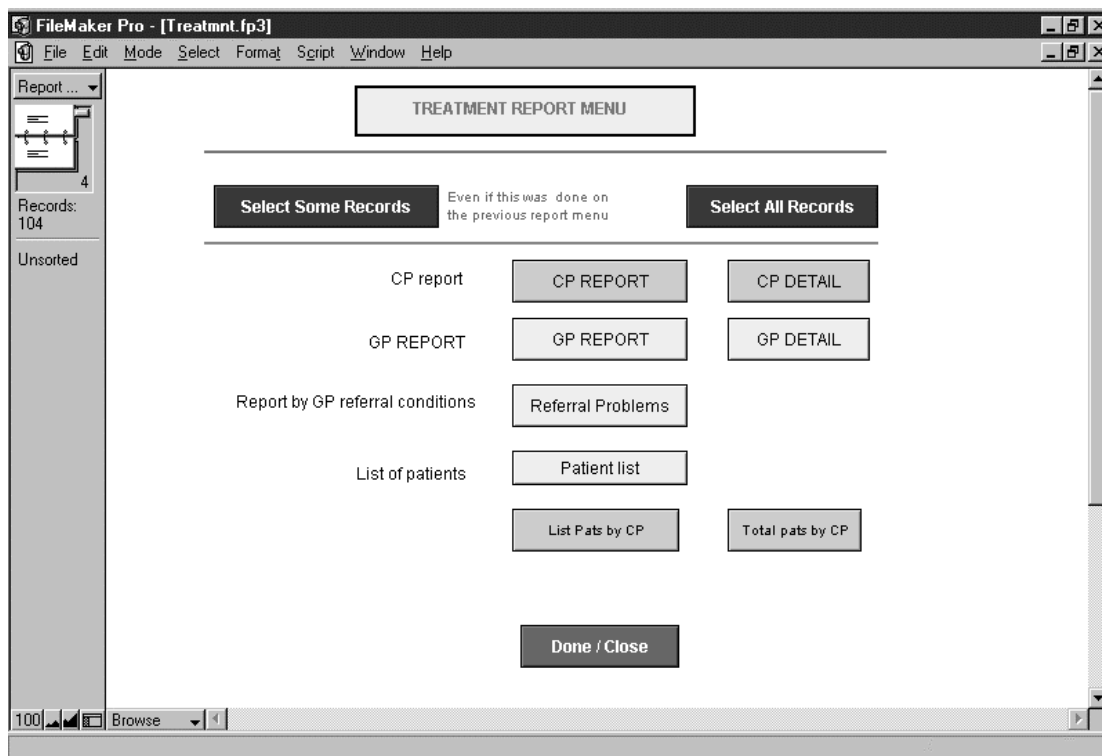 FileMaker Pro - [Treatmnt.fp3]
File Edit Mode Select Format Script Window Help
Report ...
4
Records:
104
Unsorted
TREATMENT REPORT MENU
Select Some Records
Even if this was done on
the previous report menu
Select All Records
CP report
CP REPORT
CP DETAIL
GP REPORT
GP REPORT
GP DETAIL
Report by GP referral conditions
Referral Problems
List of patients
Patient list
List Pats by CP
Total pats by CP
Done / Close
100
Browse